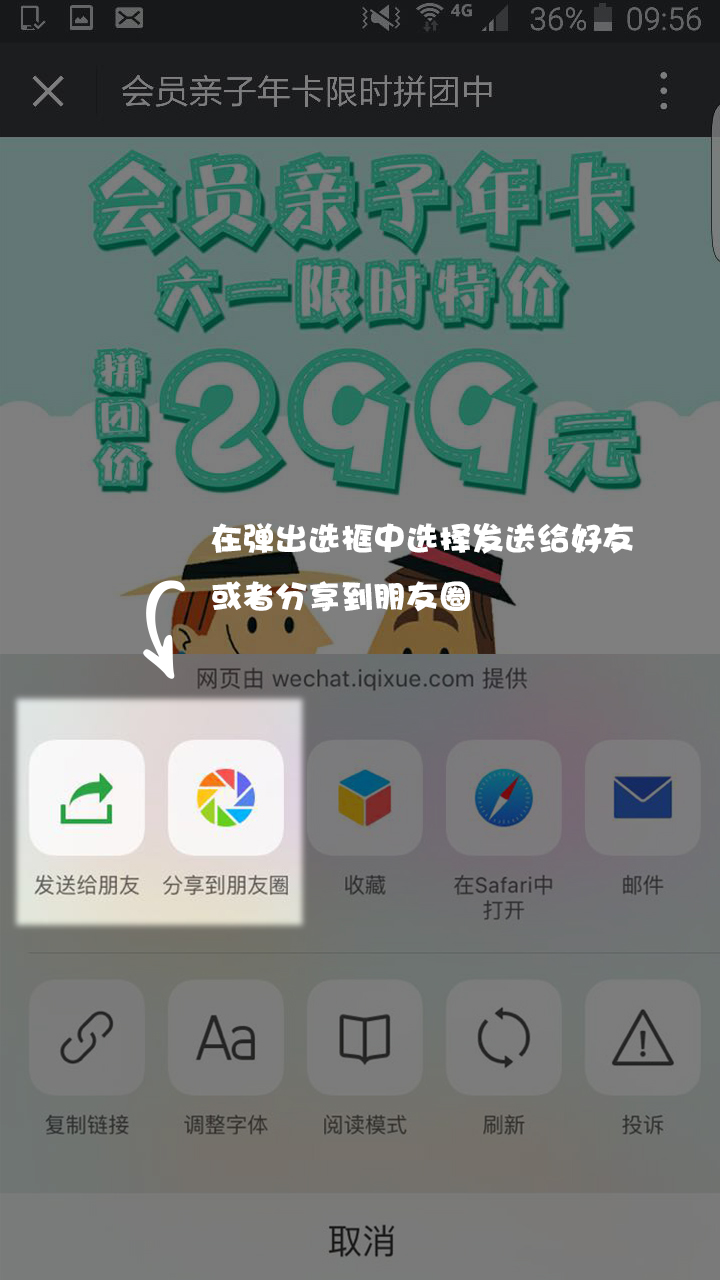 4G 36% 09:56
会员亲子年卡限时拼团中
会员亲子年卡
六一限时特价
拼团价 299元
在弹出选框中选择发送给好友
或者分享到朋友圈
网页由 wechat.iqixue.com 提供
发送给朋友 分享到朋友圈 收藏 在Safari中 邮件
打开
Aa
复制链接 调整字体 阅读模式 刷新 投诉
取消